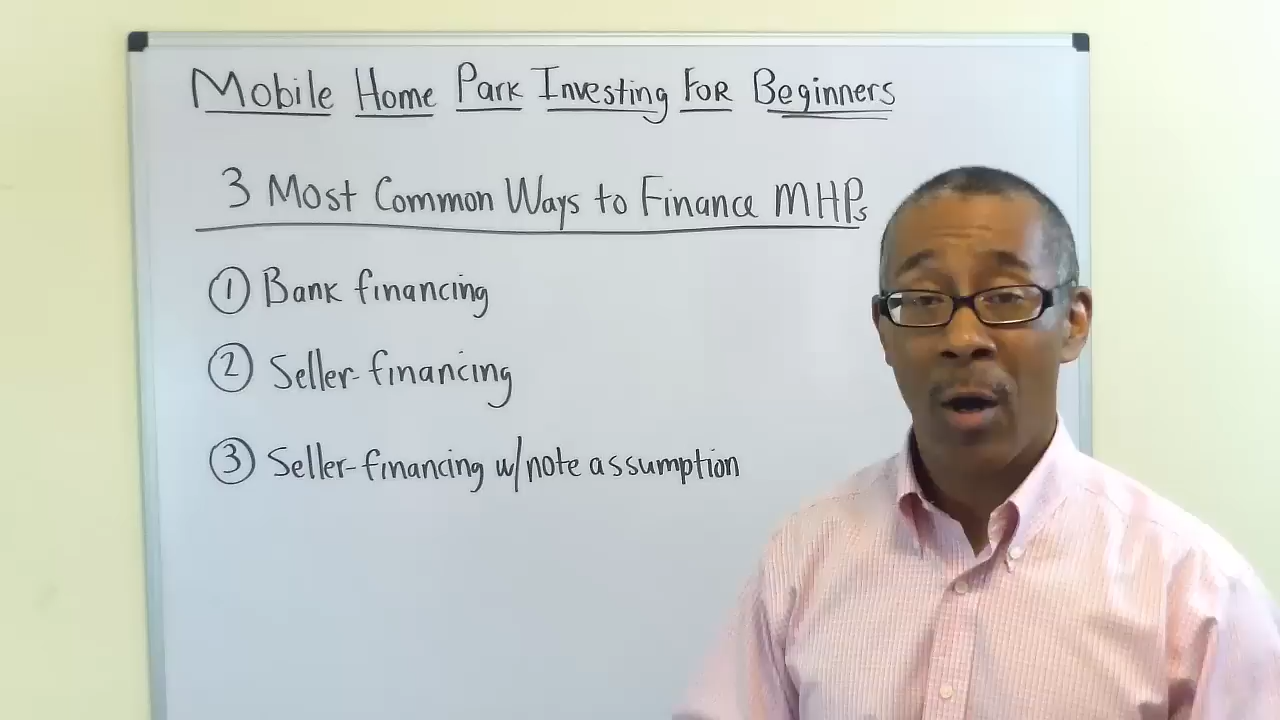 Mobile Home Park Investing For Beginners
3 Most Common Ways to Finance MHPs
① Bank financing
② Seller-financing
③ Seller-financing w/note assumption